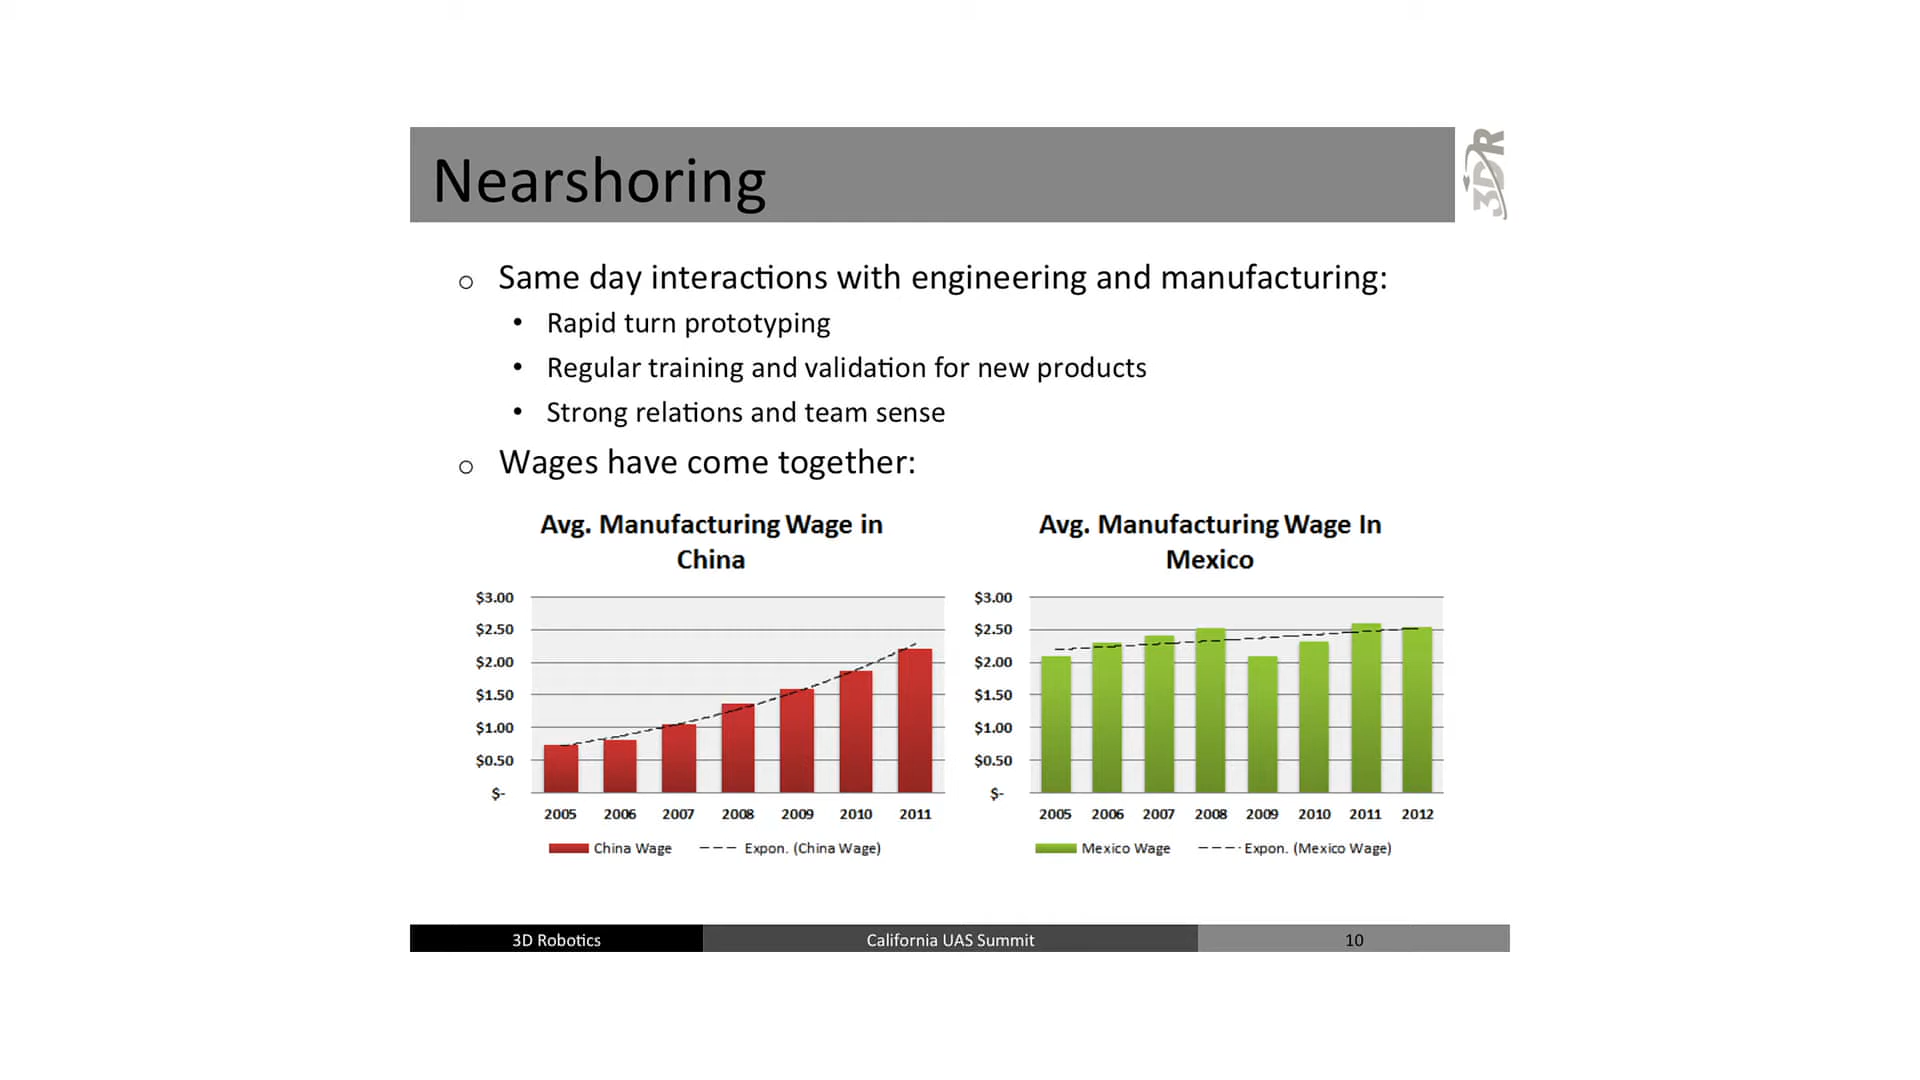 Nearshoring
3DR
○ Same day interactions with engineering and manufacturing:
• Rapid turn prototyping
• Regular training and validation for new products
• Strong relations and team sense
○ Wages have come together:
Avg. Manufacturing Wage in
China
$3.00
$2.50
$2.00
$1.50
$1.00
$0.50
$-
2005 2006 2007 2008 2009 2010 2011
China Wage Expon. (China Wage)
Avg. Manufacturing Wage In
Mexico
$3.00
$2.50
$2.00
$1.50
$1.00
$0.50
$-
2005 2006 2007 2008 2009 2010 2011 2012
Mexico Wage Expon. (Mexico Wage)
3D Robotics California UAS Summit 10